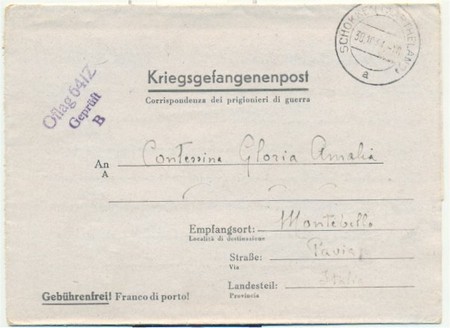 Oflag 64/Z
Geprüft
B
a
Kriegsgefangenenpost
Corrispondenza dei prigionieri di guerra
An Contessina Gloria Amalia
A
Empfangsort: Montebello
Località di destinazione
Straße: Pavia
Via
Landesteil: Italia
Provincia
Gebührenfrei! Franco di porto!